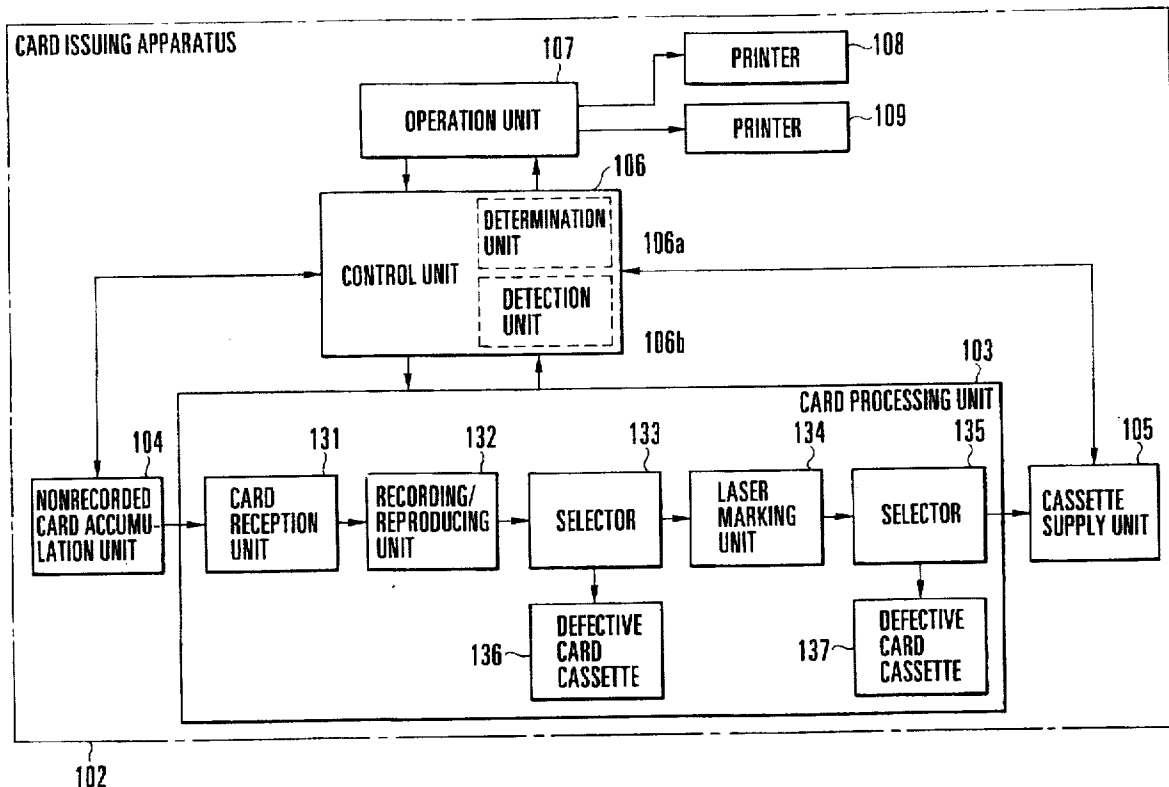 CARD ISSUING APPARATUS
107
108
PRINTER
OPERATION UNIT
109
PRINTER
106
DETERMINATION
UNIT
106a
CONTROL UNIT
DETECTION
UNIT
106b
103
CARD PROCESSING UNIT
104
131
132
133
134
135
105
NONRECORDED
CARD ACCUMU-
LATION UNIT
CARD
RECEPTION
UNIT
RECORDING/
REPRODUCING
UNIT
SELECTOR
LASER
MARKING
UNIT
SELECTOR
CASSETTE
SUPPLY UNIT
136
DEFECTIVE
CARD
CASSETTE
137
DEFECTIVE
CARD
CASSETTE
102